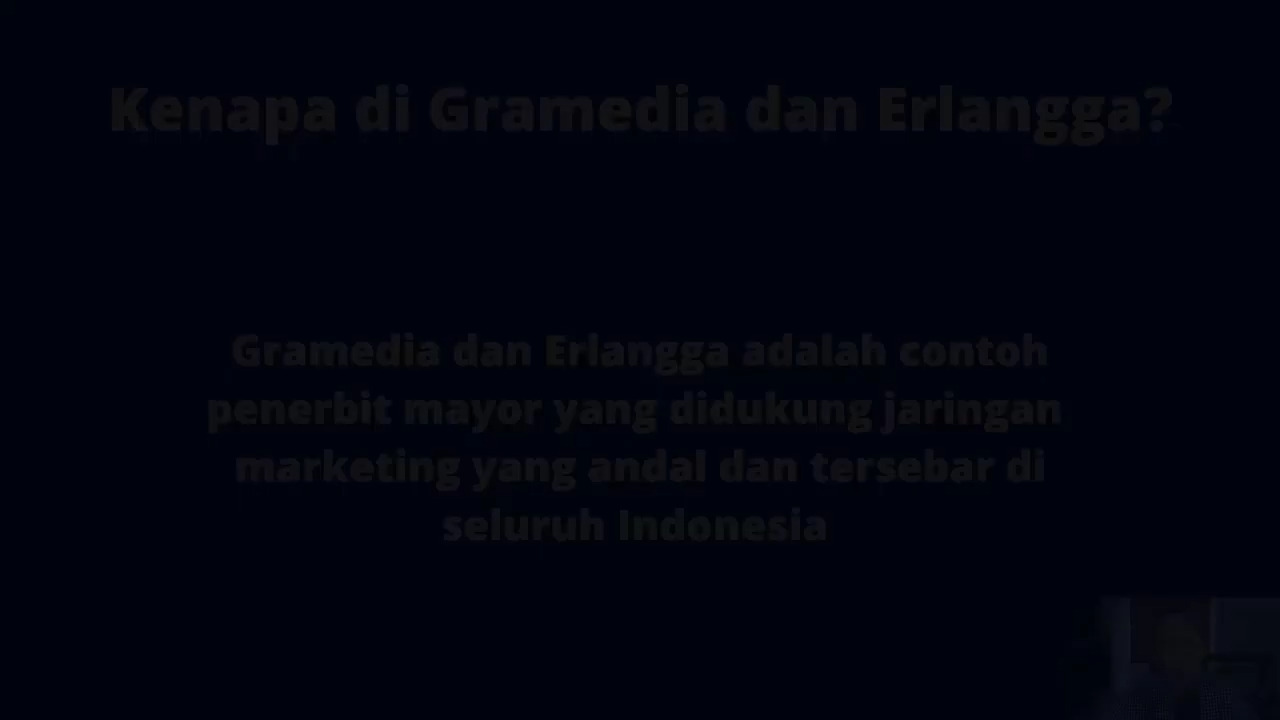 Kenapa di Gramedia dan Erlangga?
Gramedia dan Erlangga adalah contoh
penerbit mayor yang didukung jaringan
marketing yang andal dan tersebar di
seluruh Indonesia